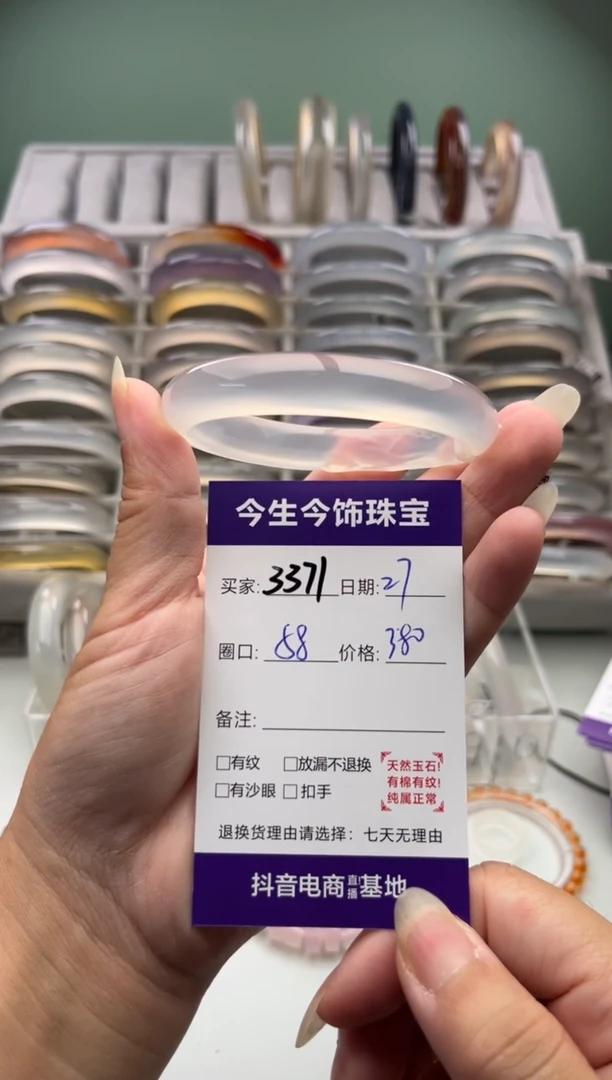 今生今饰珠宝
买家: 3371 日期: 27
圈口: 58 价格: 380
备注:
□有纹 □放漏不退换
□有沙眼 □扣手
天然玉石!
有棉有纹!
纯属正常
退换货理由请选择：七天无理由
抖音电商直播基地